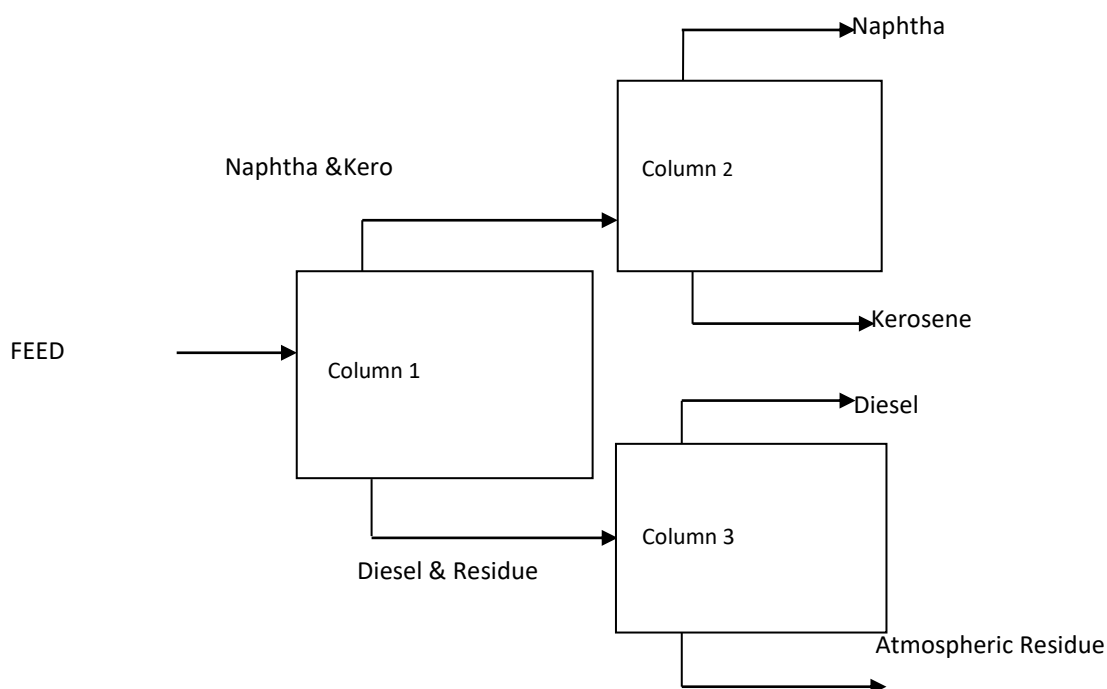 Naphtha
Naphtha &Kero
Column 2
Kerosene
FEED
Column 1
Diesel
Column 3
Diesel & Residue
Atmospheric Residue